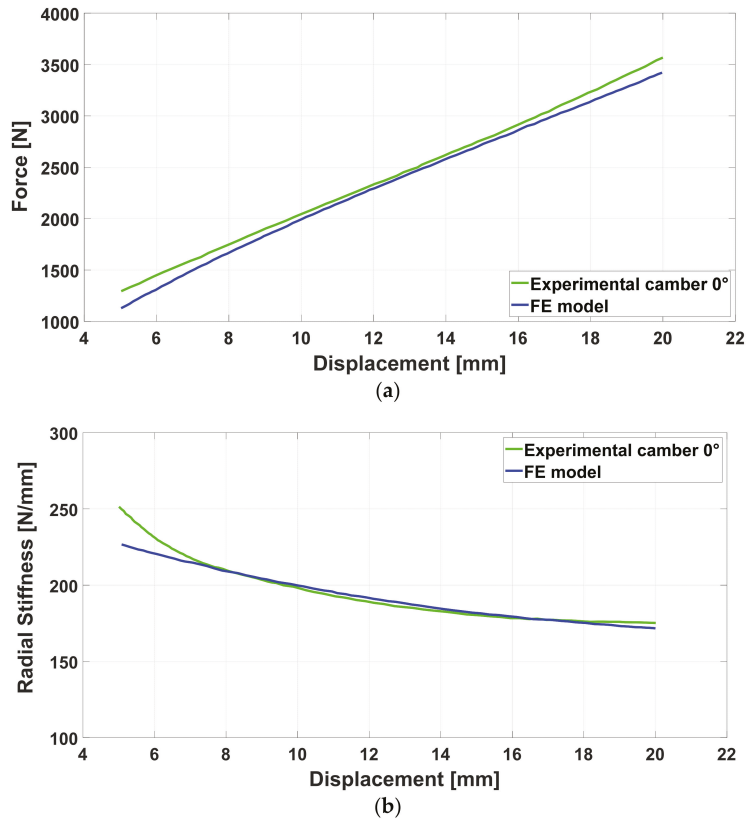 4000
3500
3000
2500
2000
1500
1000
Force [N]
Experimental camber 0°
FE model
4 6 8 10 12 14 16 18 20 22
Displacement [mm]
(a)
300
250
200
150
100
Radial Stiffness [N/mm]
Experimental camber 0°
FE model
4 6 8 10 12 14 16 18 20 22
Displacement [mm]
(b)